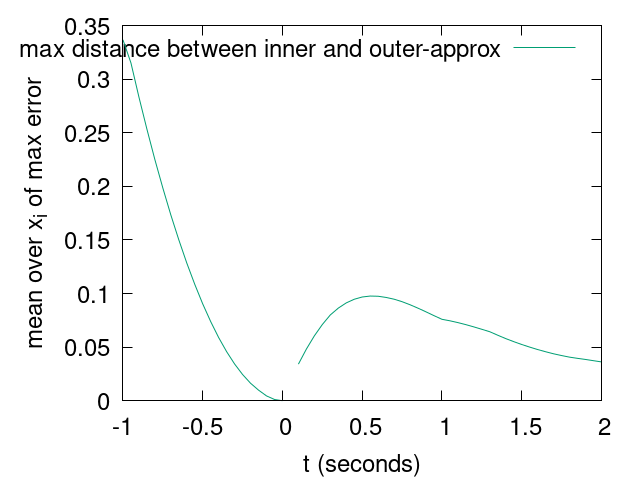 max distance between inner and outer-approx
mean over xi of max error
0.35
0.3
0.25
0.2
0.15
0.1
0.05
0
-1 -0.5 0 0.5 1 1.5 2
t (seconds)